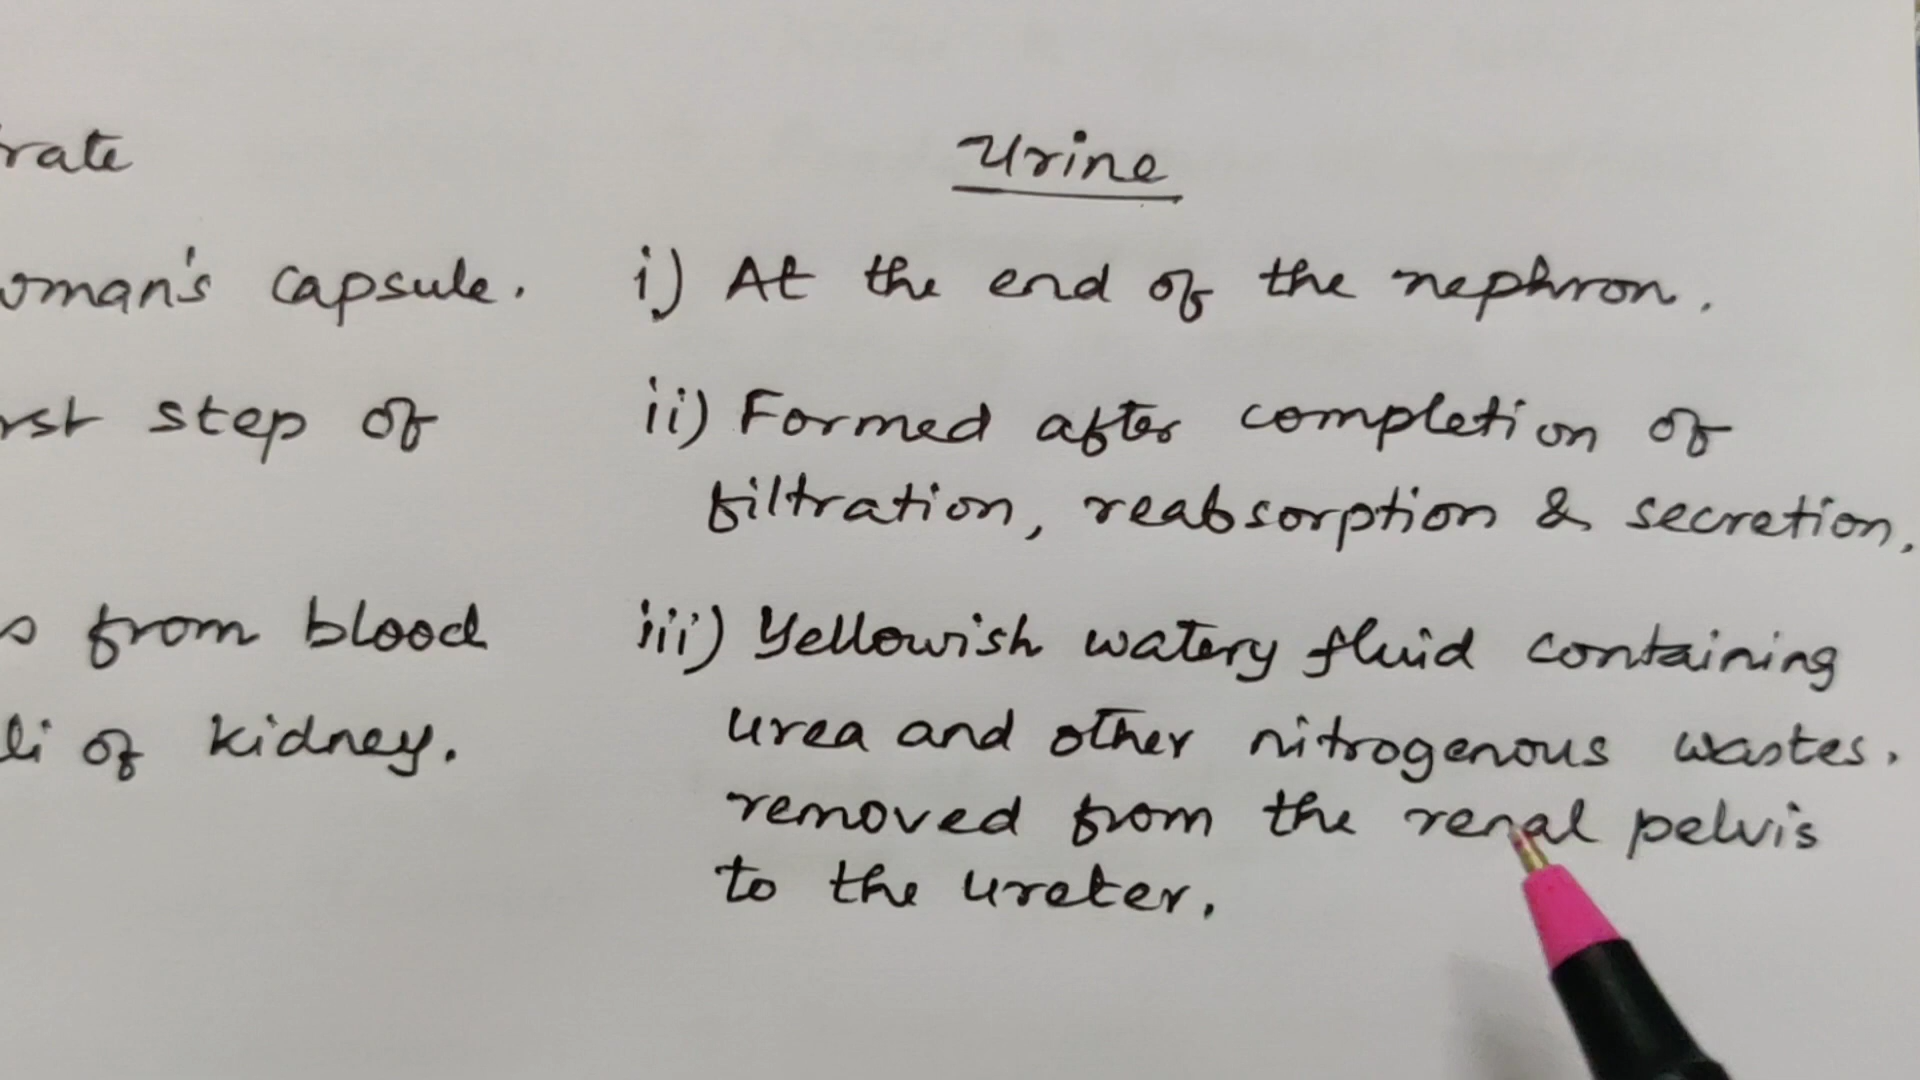 rate
Urine
oman's capsule.
i) At the end of the nephron.
rst step of
ii) Formed after completion of
filtration, reabsorption & secretion.
s from blood
iii) Yellowish watery fluid containing
li of kidney.
urea and other nitrogenous wastes.
removed from the renal pelvis
to the ureter.